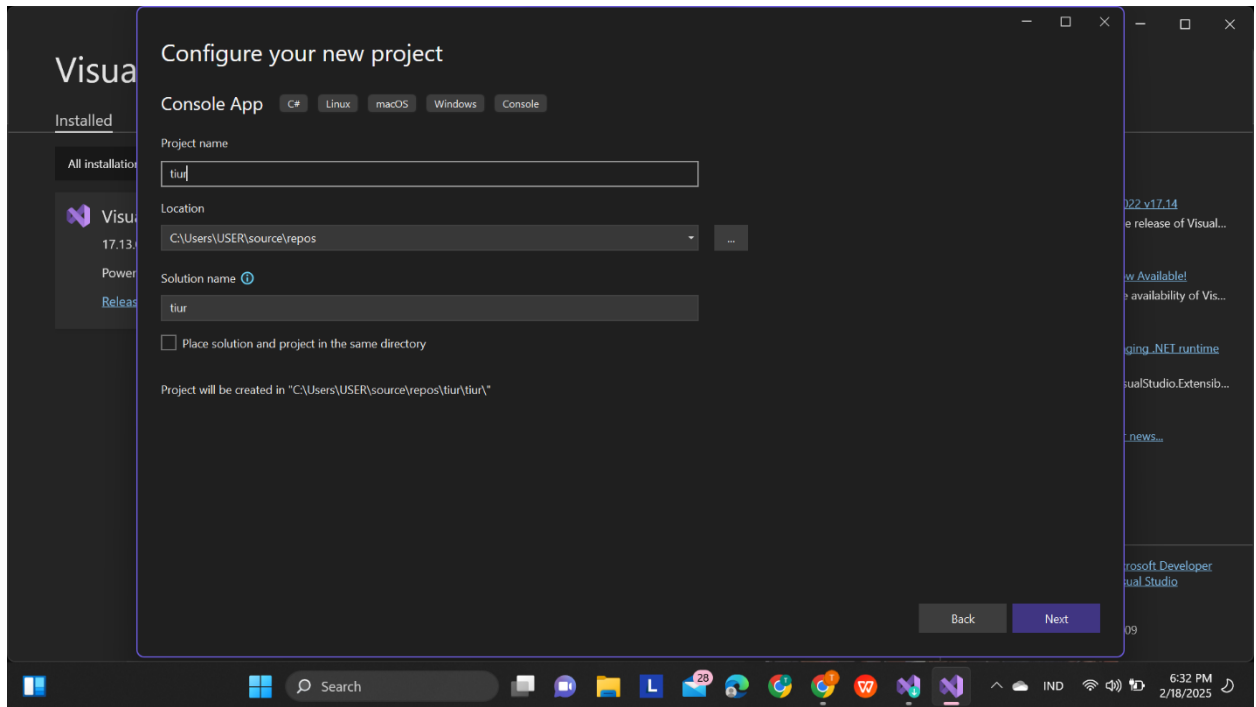 Configure your new project
Console App C# Linux macOS Windows Console
Project name
tiur
Location
C:\Users\USER\source\repos
...
Solution name
tiur
Place solution and project in the same directory
Project will be created in "C:\Users\USER\source\repos\tiur\tiur\"
Back Next
Visua
Installed
All installation
Visu
17.13.
Power
Releas
022 v17.14
e release of Visual...
w Available!
e availability of Vis...
ging .NET runtime
sualStudio.Extensib...
r news...
rosoft Developer
ual Studio
09
Search
L
28
T
W
IND
6:32 PM
2/18/2025